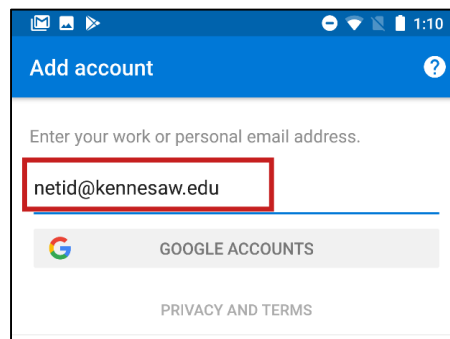 1:10
Add account
?
Enter your work or personal email address.
netid@kennesaw.edu
G GOOGLE ACCOUNTS
PRIVACY AND TERMS